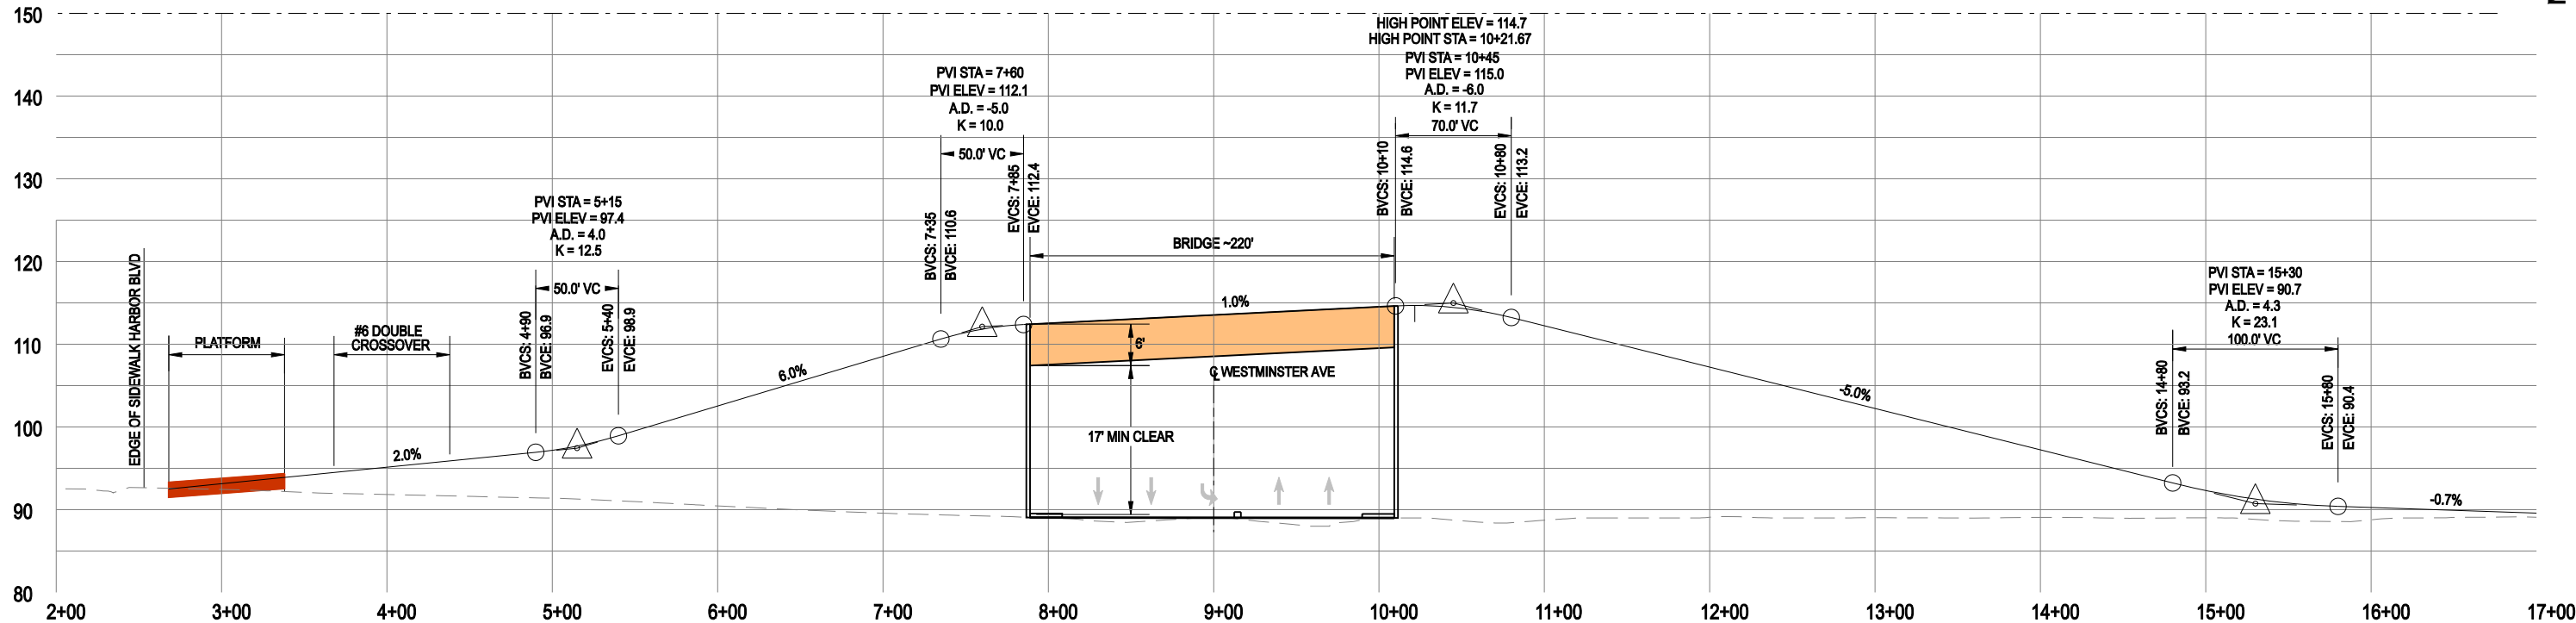 150
140
130
120
110
100
90
80
2+00
3+00
4+00
5+00
6+00
7+00
8+00
9+00
10+00
11+00
12+00
13+00
14+00
15+00
16+00
17+00
EDGE OF SIDEWALK HARBOR BLVD
PLATFORM
#6 DOUBLE
CROSSOVER
2.0%
PVI STA = 5+15
PVI ELEV = 97.4
A.D. = 4.0
K = 12.5
50.0' VC
BVCS: 4+90
BVCE: 96.9
EVCS: 5+40
EVCE: 98.9
6.0%
PVI STA = 7+60
PVI ELEV = 112.1
A.D. = -5.0
K = 10.0
50.0' VC
BVCS: 7+35
BVCE: 110.6
EVCS: 7+85
EVCE: 112.4
BRIDGE ~220'
1.0%
6'
℄ WESTMINSTER AVE
17' MIN CLEAR
HIGH POINT ELEV = 114.7
HIGH POINT STA = 10+21.67
PVI STA = 10+45
PVI ELEV = 115.0
A.D. = -6.0
K = 11.7
70.0' VC
BVCS: 10+10
BVCE: 114.6
EVCS: 10+80
EVCE: 113.2
-5.0%
PVI STA = 15+30
PVI ELEV = 90.7
A.D. = 4.3
K = 23.1
100.0' VC
BVCS: 14+80
BVCE: 93.2
EVCS: 15+80
EVCE: 90.4
-0.7%